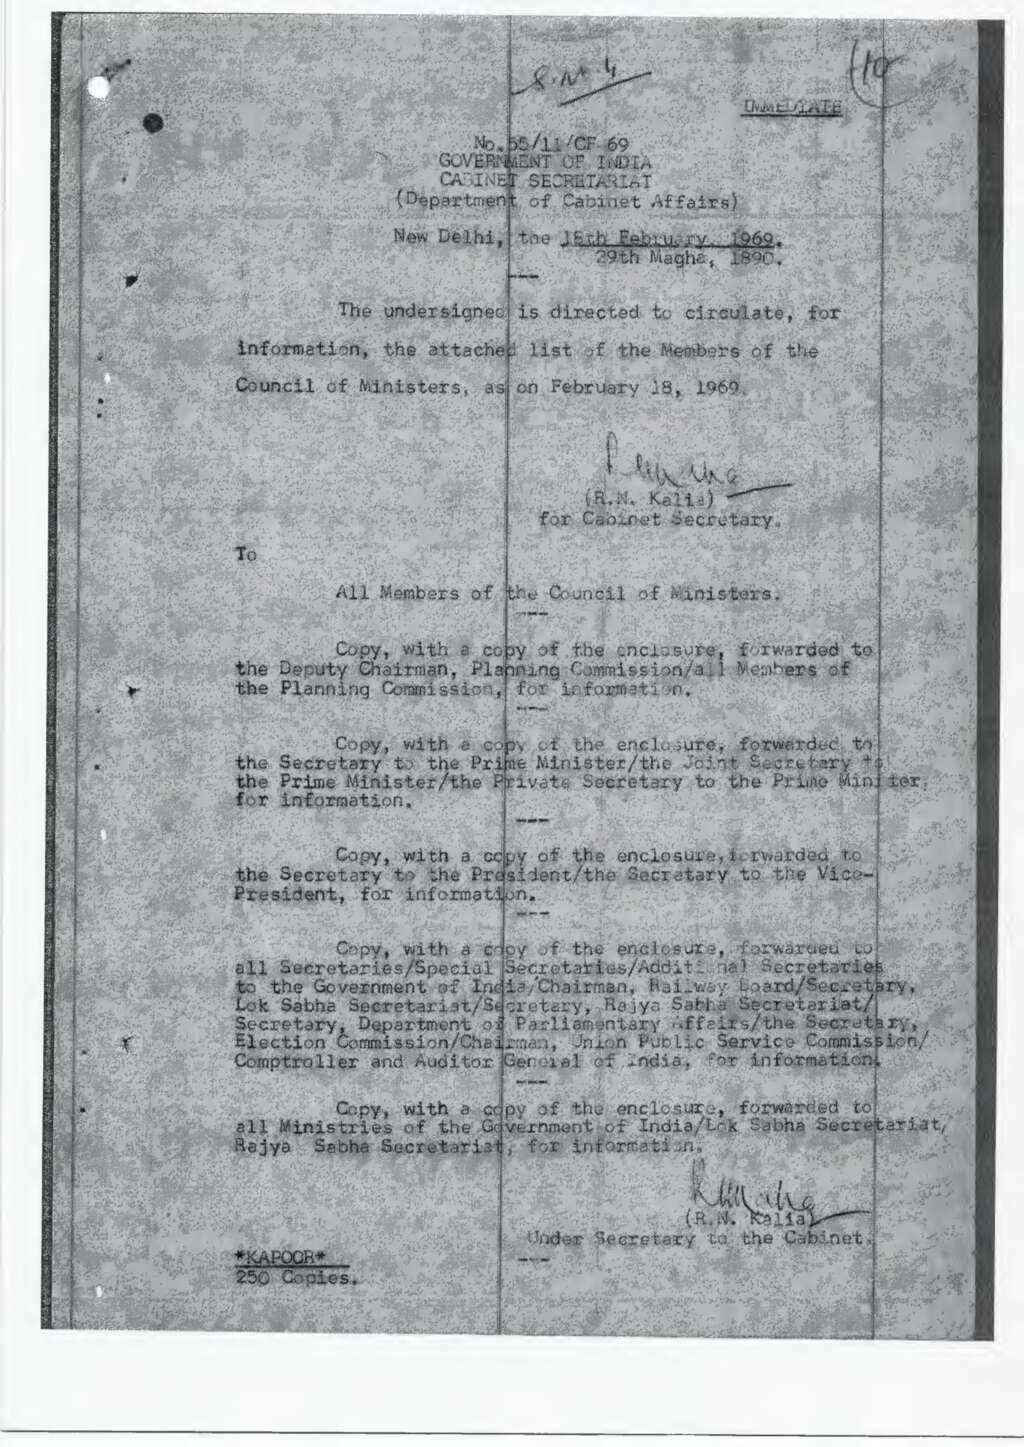 S.No. 4
(10
IMMEDIATE
No.55/11/CF-69
GOVERNMENT OF INDIA
CABINET SECRETARIAT
(Department of Cabinet Affairs)
New Delhi, the 18th February, 1969.
29th Magha, 1890.
---
The undersigned is directed to circulate, for
information, the attached list of the Members of the
Council of Ministers, as on February 18, 1969.
(R.N. Kalia)
for Cabinet Secretary.
To
All Members of the Council of Ministers.
---
Copy, with a copy of the enclosure, forwarded to
the Deputy Chairman, Planning Commission/all Members of
the Planning Commission, for information.
---
Copy, with a copy of the enclosure, forwarded to
the Secretary to the Prime Minister/the Joint Secretary to
the Prime Minister/the Private Secretary to the Prime Minister,
for information.
---
Copy, with a copy of the enclosure, forwarded to
the Secretary to the President/the Secretary to the Vice-
President, for information.
---
Copy, with a copy of the enclosure, forwarded to
all Secretaries/Special Secretaries/Additional Secretaries
to the Government of India/Chairman, Railway Board/Secretary,
Lok Sabha Secretariat/Secretary, Rajya Sabha Secretariat/
Secretary, Department of Parliamentary Affairs/the Secretary,
Election Commission/Chairman, Union Public Service Commission/
Comptroller and Auditor General of India, for information.
---
Copy, with a copy of the enclosure, forwarded to
all Ministries of the Government of India/Lok Sabha Secretariat/
Rajya Sabha Secretariat, for information.
(R.N. Kalia)
Under Secretary to the Cabinet.
---
*KAPOOR*
250 Copies.